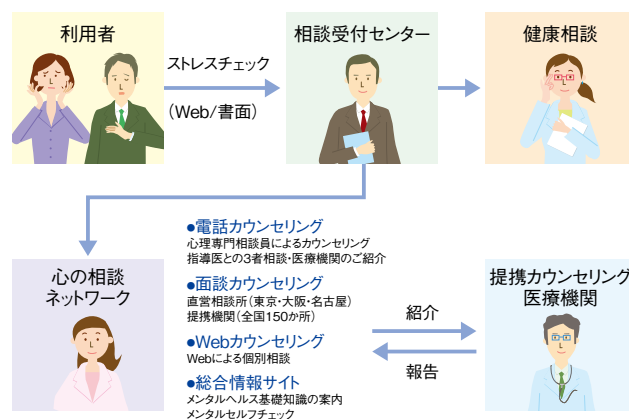 利用者
ストレスチェック
(Web/書面)
相談受付センター
健康相談
●電話カウンセリング
心理専門相談員によるカウンセリング
指導医との3者相談・医療機関のご紹介
●面談カウンセリング
直営相談所(東京・大阪・名古屋)
提携機関(全国150か所)
●Webカウンセリング
Webによる個別相談
●総合情報サイト
メンタルヘルス基礎知識の案内
メンタルセルフチェック
心の相談
ネットワーク
紹介
報告
提携カウンセリング
医療機関